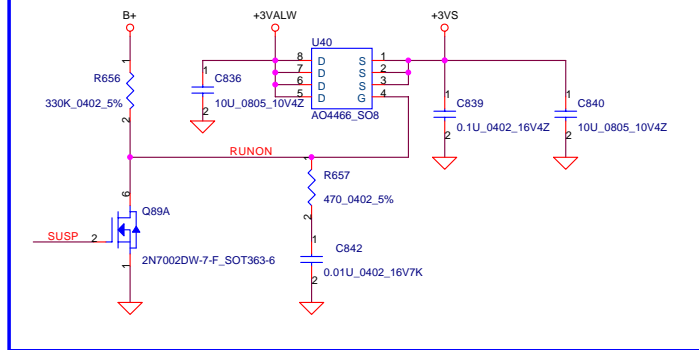 B+
+3VALW
+3VS
U40
1
8 D S 1
7 D S 2
6 D S 3
5 D G 4
AO4466_SO8
R656
330K_0402_5%
2
1
C836
10U_0805_10V4Z
2
1
C839
0.1U_0402_16V4Z
2
1
C840
10U_0805_10V4Z
2
RUNON
1
R657
470_0402_5%
2
6
Q89A
SUSP
2
2N7002DW-7-F_SOT363-6
1
1
C842
0.01U_0402_16V7K
2